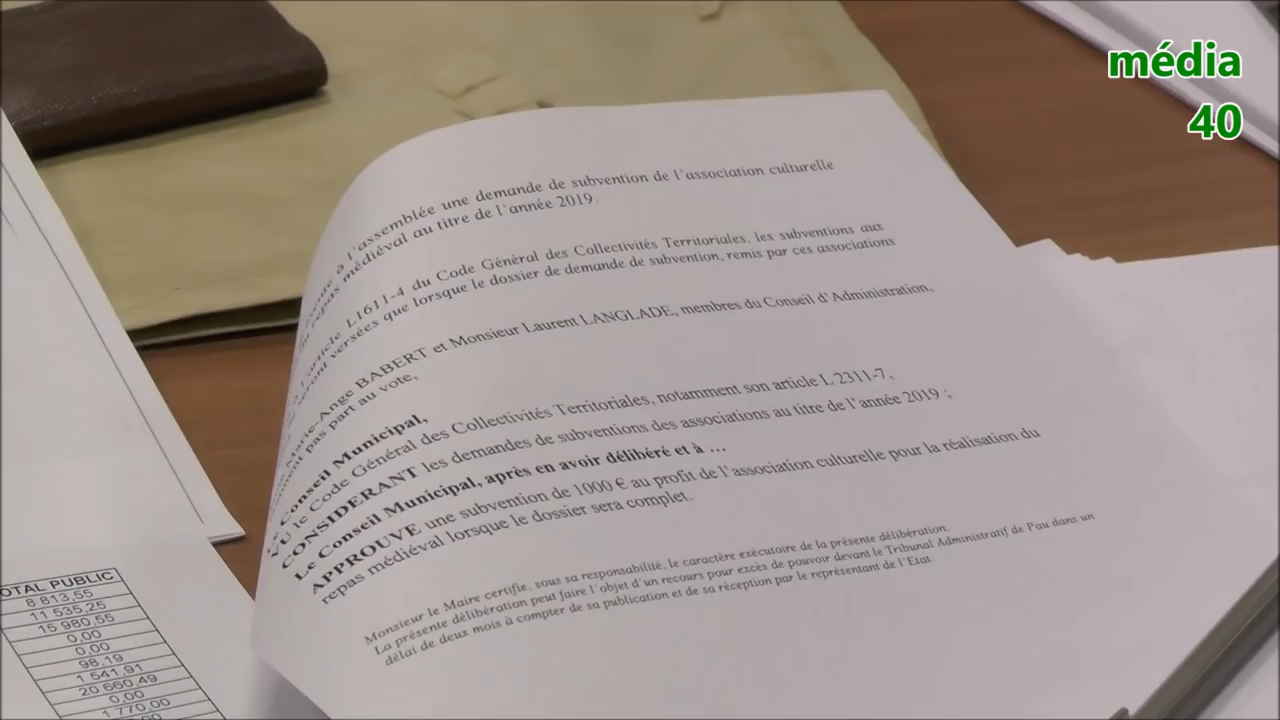 média
40
à l'assemblée une demande de subvention de l'association culturelle
repas médiéval au titre de l'année 2019.
l'article L1611-4 du Code Général des Collectivités Territoriales, les subventions aux
seront versées que lorsque le dossier de demande de subvention, remis par ces associations
Marie-Ange BABERT et Monsieur Laurent LANGLADE, membres du Conseil d'Administration,
pas part au vote,
Le Conseil Municipal,
VU le Code Général des Collectivités Territoriales, notamment son article L 2311-7,
CONSIDERANT les demandes de subventions des associations au titre de l'année 2019 ;
Le Conseil Municipal, après en avoir délibéré et à …
APPROUVE une subvention de 1000 € au profit de l'association culturelle pour la réalisation du
repas médiéval lorsque le dossier sera complet.
Monsieur le Maire certifie, sous sa responsabilité, le caractère exécutoire de la présente délibération.
La présente délibération peut faire l'objet d'un recours pour excès de pouvoir devant le Tribunal Administratif de Pau dans un
délai de deux mois à compter de sa publication et de sa réception par le représentant de l'Etat
OTAL PUBLIC
8 813,55
11 535,25
15 980,55
0,00
0,00
98,19
1 541,91
20 660,49
0,00
1 770,00